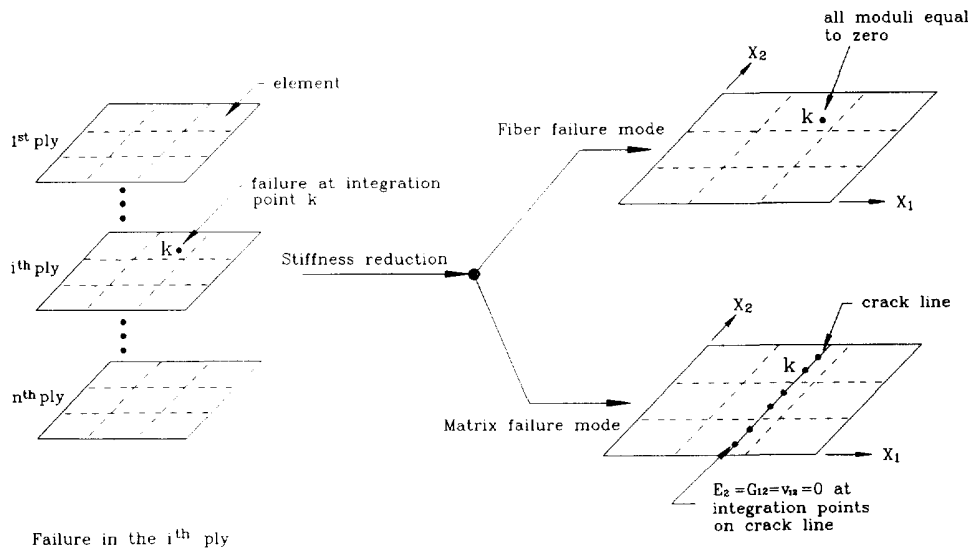 element
1st ply
failure at integration
point k
k
ith ply
nth ply
Failure in the ith ply
Stiffness reduction
Fiber failure mode
all moduli equal
to zero
X2
k
X1
Matrix failure mode
crack line
X2
k
X1
E2 = G12 = ν12 = 0 at
integration points
on crack line